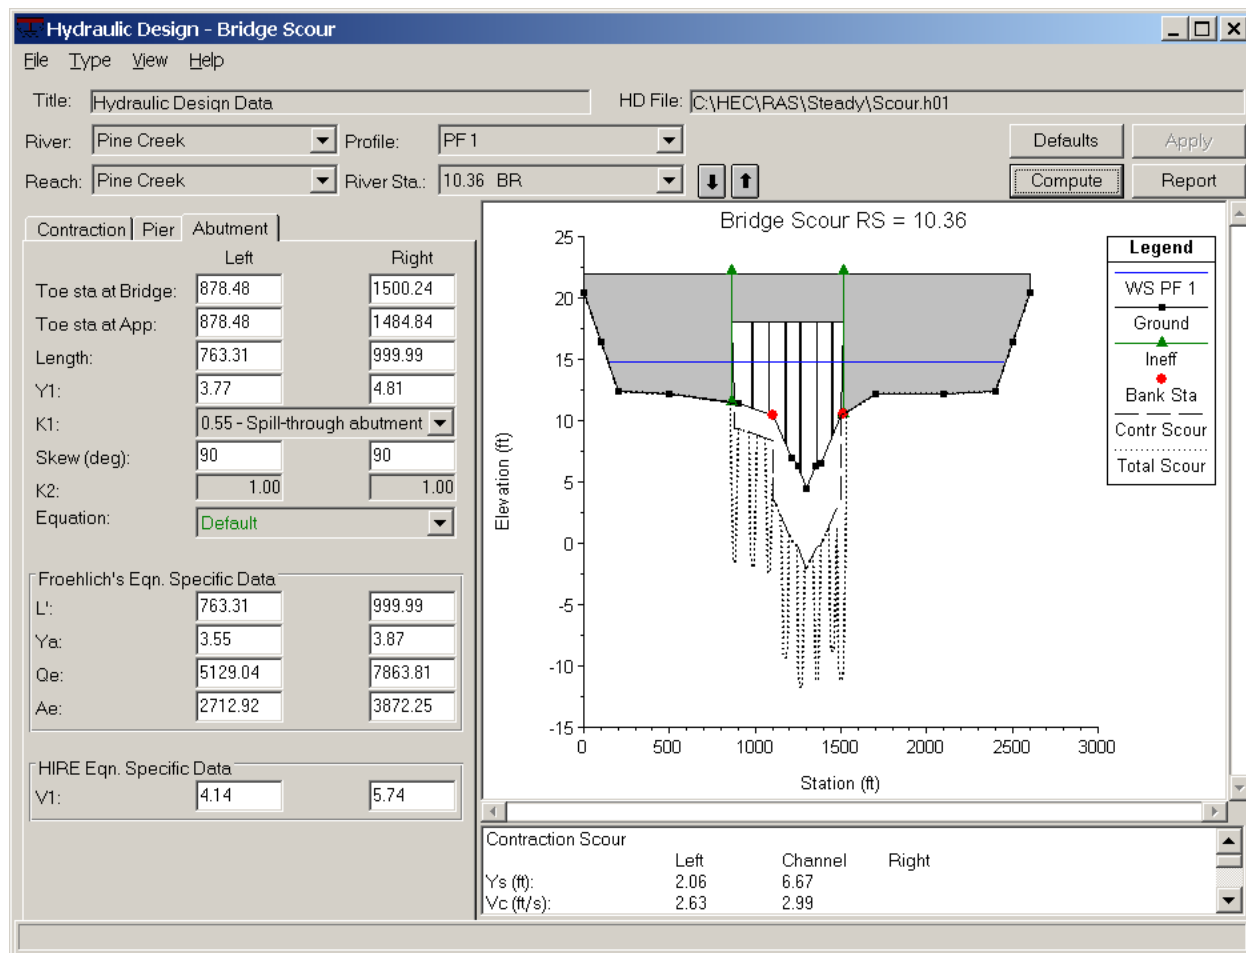 Hydraulic Design - Bridge Scour
File Type View Help
Title: Hydraulic Design Data HD File: C:\HEC\RAS\Steady\Scour.h01
River: Pine Creek Profile: PF 1 Defaults Apply
Reach: Pine Creek River Sta.: 10.36 BR Compute Report
Contraction Pier Abutment
Left Right
Toe sta at Bridge: 878.48 1500.24
Toe sta at App: 878.48 1484.84
Length: 763.31 999.99
Y1: 3.77 4.81
K1: 0.55 - Spill-through abutment
Skew (deg): 90 90
K2: 1.00 1.00
Equation: Default
Froehlich's Eqn. Specific Data
L': 763.31 999.99
Ya: 3.55 3.87
Qe: 5129.04 7863.81
Ae: 2712.92 3872.25
HIRE Eqn. Specific Data
V1: 4.14 5.74
Bridge Scour RS = 10.36
25
20
15
10
5
0
-5
-10
-15
Elevation (ft)
0 500 1000 1500 2000 2500 3000
Station (ft)
Legend
WS PF 1
Ground
Ineff
Bank Sta
Contr Scour
Total Scour
Contraction Scour
Left Channel Right
Ys (ft): 2.06 6.67
Vc (ft/s): 2.63 2.99